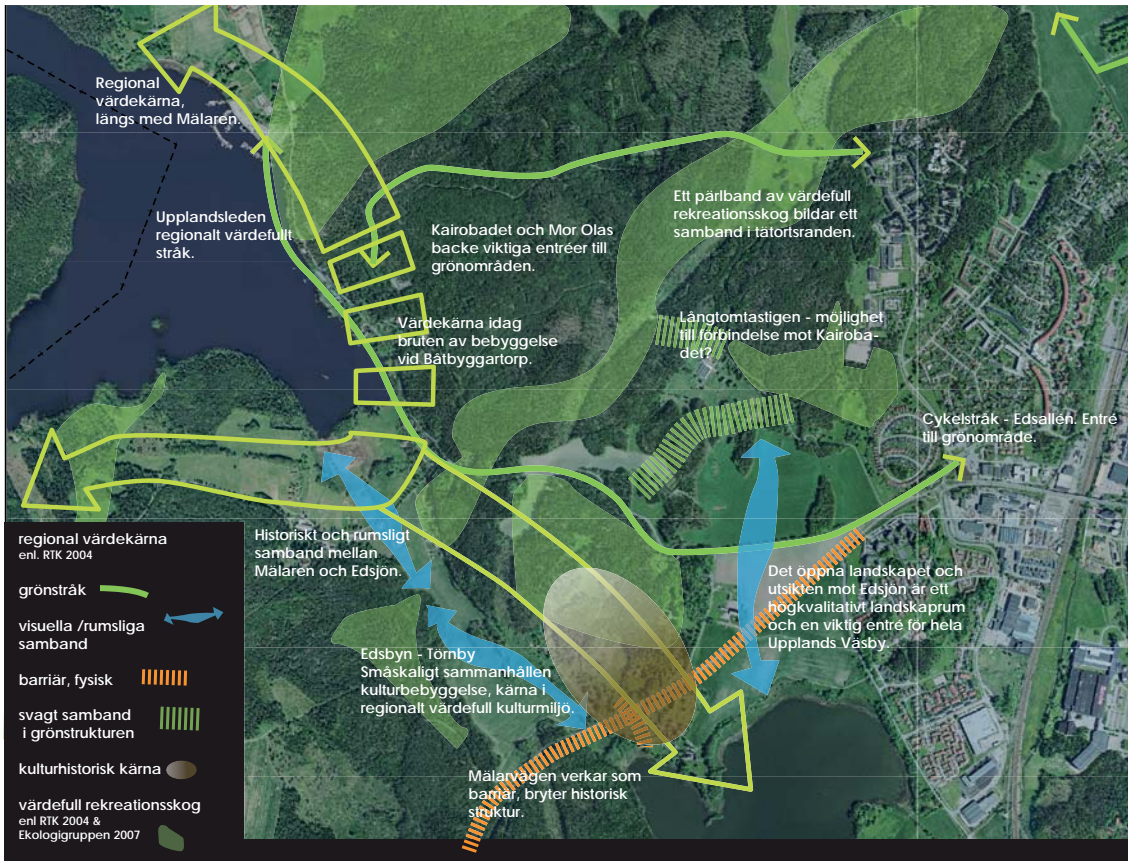 Regional
värdekärna,
längs med Mälaren.
Upplandsleden
regionalt värdefullt
stråk.
Kairobadet och Mor Olas
backe viktiga entréer till
grönområden.
Ett pärlband av värdefull
rekreationsskog bildar ett
samband i tätortsranden.
Värdekärna idag
bruten av bebyggelse
vid Båtbyggartorp.
Långtomtastigen - möjlighet
till förbindelse mot Kairoba-
det?
Cykelstråk - Edsallén. Entré
till grönområde.
Historiskt och rumsligt
samband mellan
Mälaren och Edsjön.
Det öppna landskapet och
utsikten mot Edsjön är ett
högkvalitativt landskaprum
och en viktig entré för hela
Upplands Väsby.
Edsbyn - Törnby
Småskaligt sammanhållen
kulturbebyggelse, kärna i
regionalt värdefull kulturmiljö.
Mälarvägen verkar som
barriär, bryter historisk
struktur.
regional värdekärna
enl. RTK 2004
grönstråk
visuella /rumsliga
samband
barriär, fysisk
svagt samband
i grönstrukturen
kulturhistorisk kärna
värdefull rekreationsskog
enl RTK 2004 &
Ekologigruppen 2007